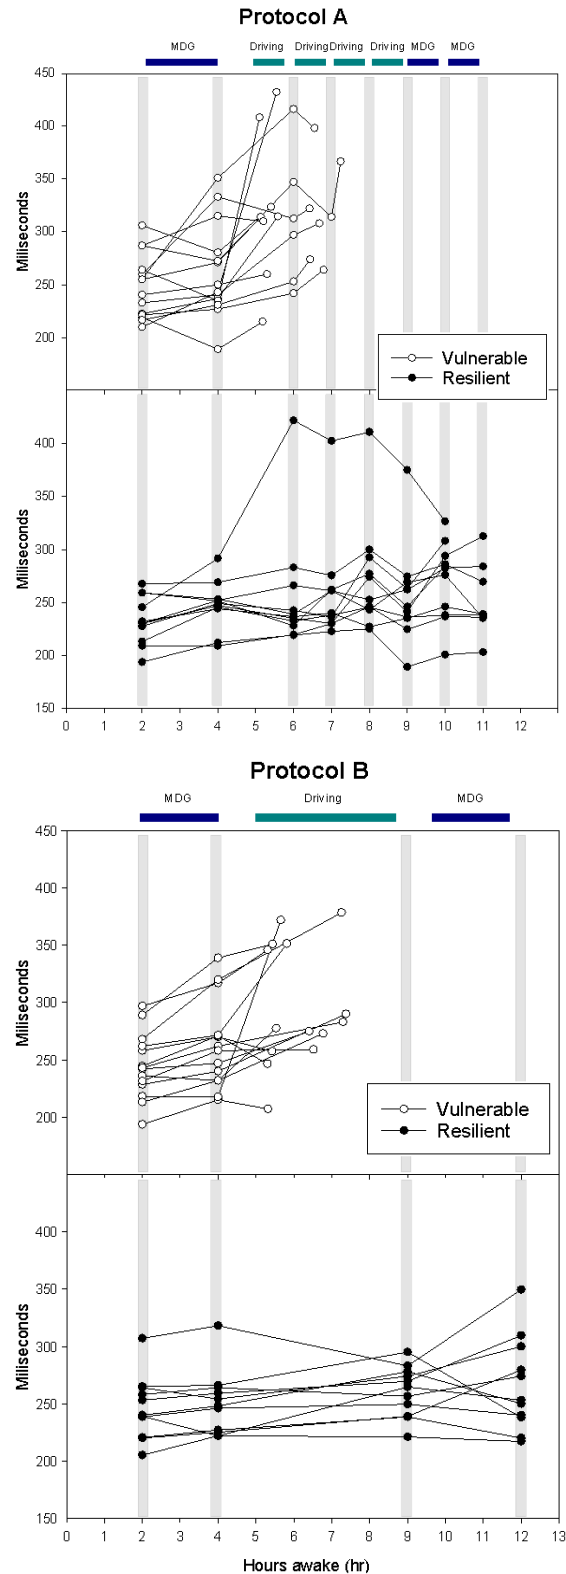 Protocol A
MDG Driving Driving Driving Driving MDG MDG
450
400
350
300
250
200
Miliseconds
Vulnerable
Resilient
400
350
300
250
200
150
Miliseconds
0 1 2 3 4 5 6 7 8 9 10 11 12
Protocol B
MDG Driving MDG
450
400
350
300
250
200
Miliseconds
Vulnerable
Resilient
400
350
300
250
200
150
Miliseconds
0 1 2 3 4 5 6 7 8 9 10 11 12 13
Hours awake (hr)